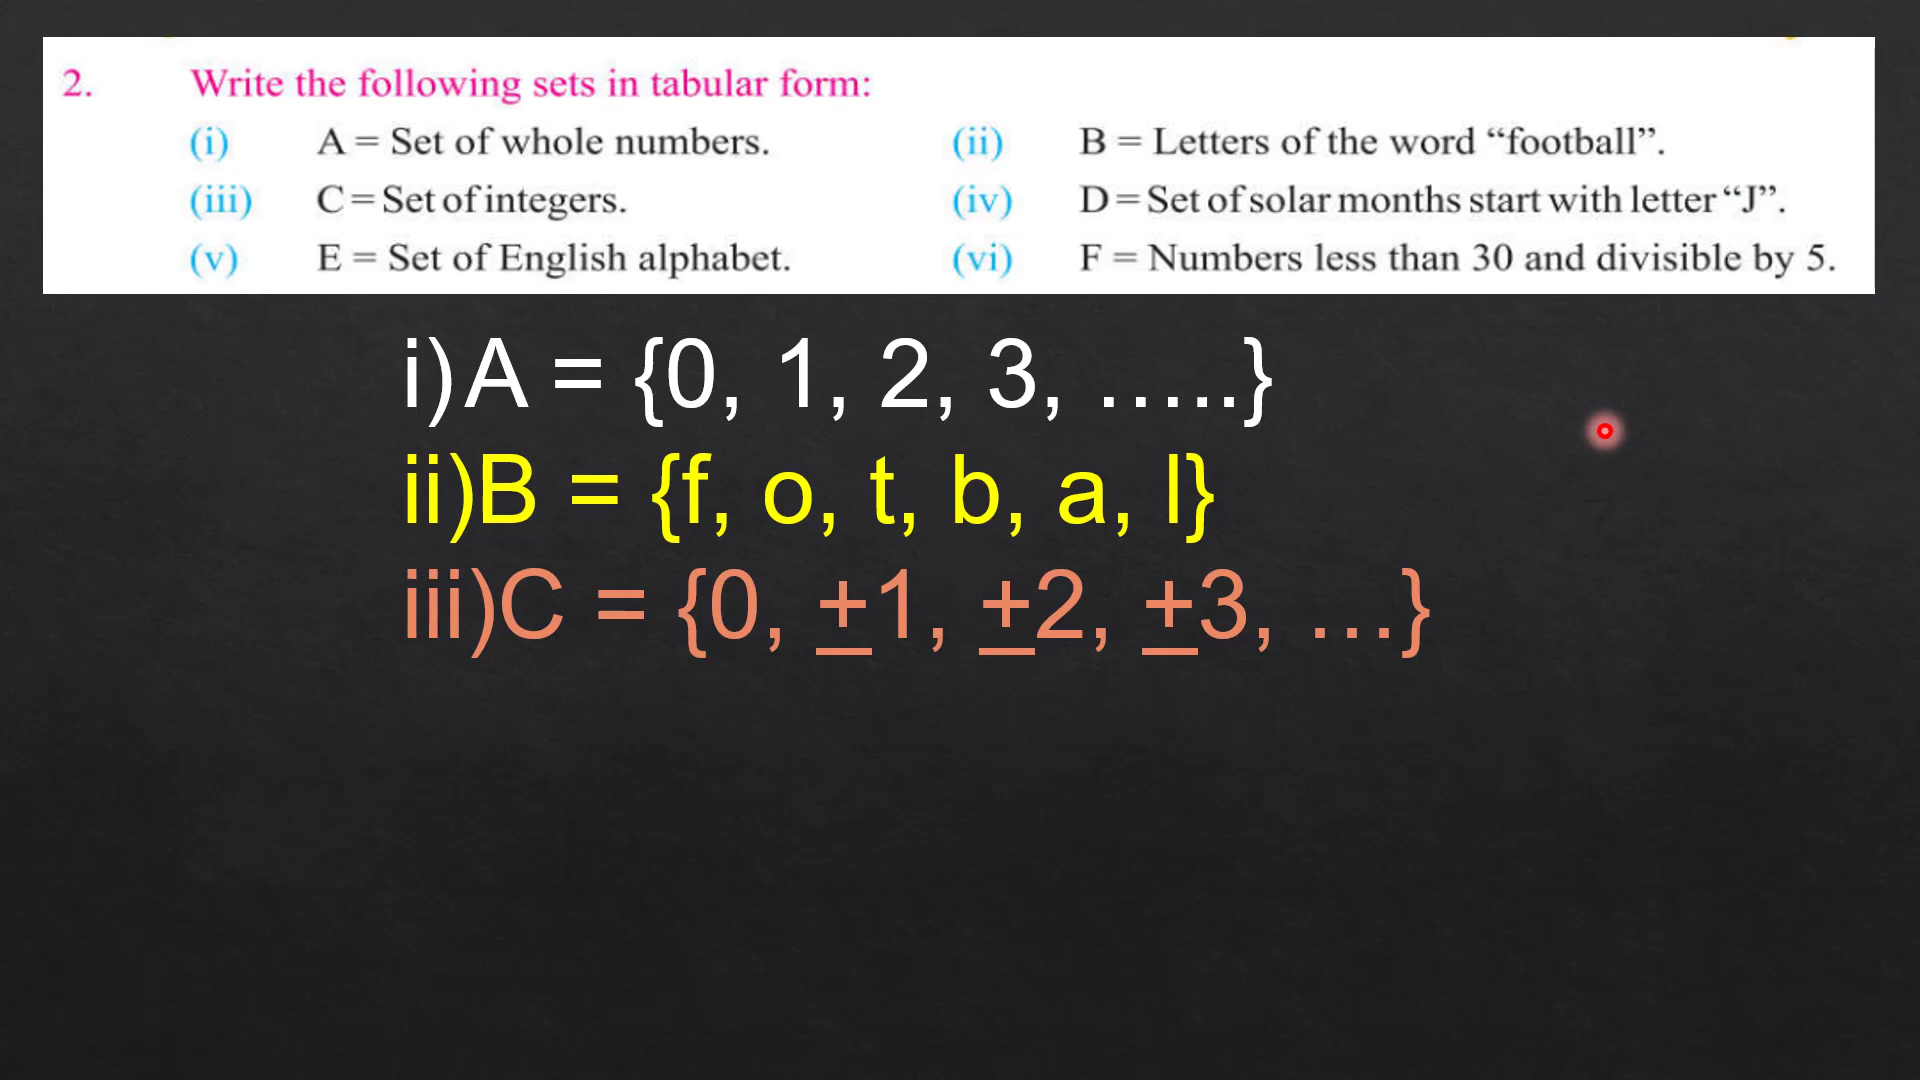 2. Write the following sets in tabular form:
(i) A = Set of whole numbers. (ii) B = Letters of the word “football”.
(iii) C = Set of integers. (iv) D = Set of solar months start with letter “J”.
(v) E = Set of English alphabet. (vi) F = Numbers less than 30 and divisible by 5.
i)A = {0, 1, 2, 3, …..}
ii)B = {f, o, t, b, a, l}
iii)C = {0, ±1, ±2, ±3, …}